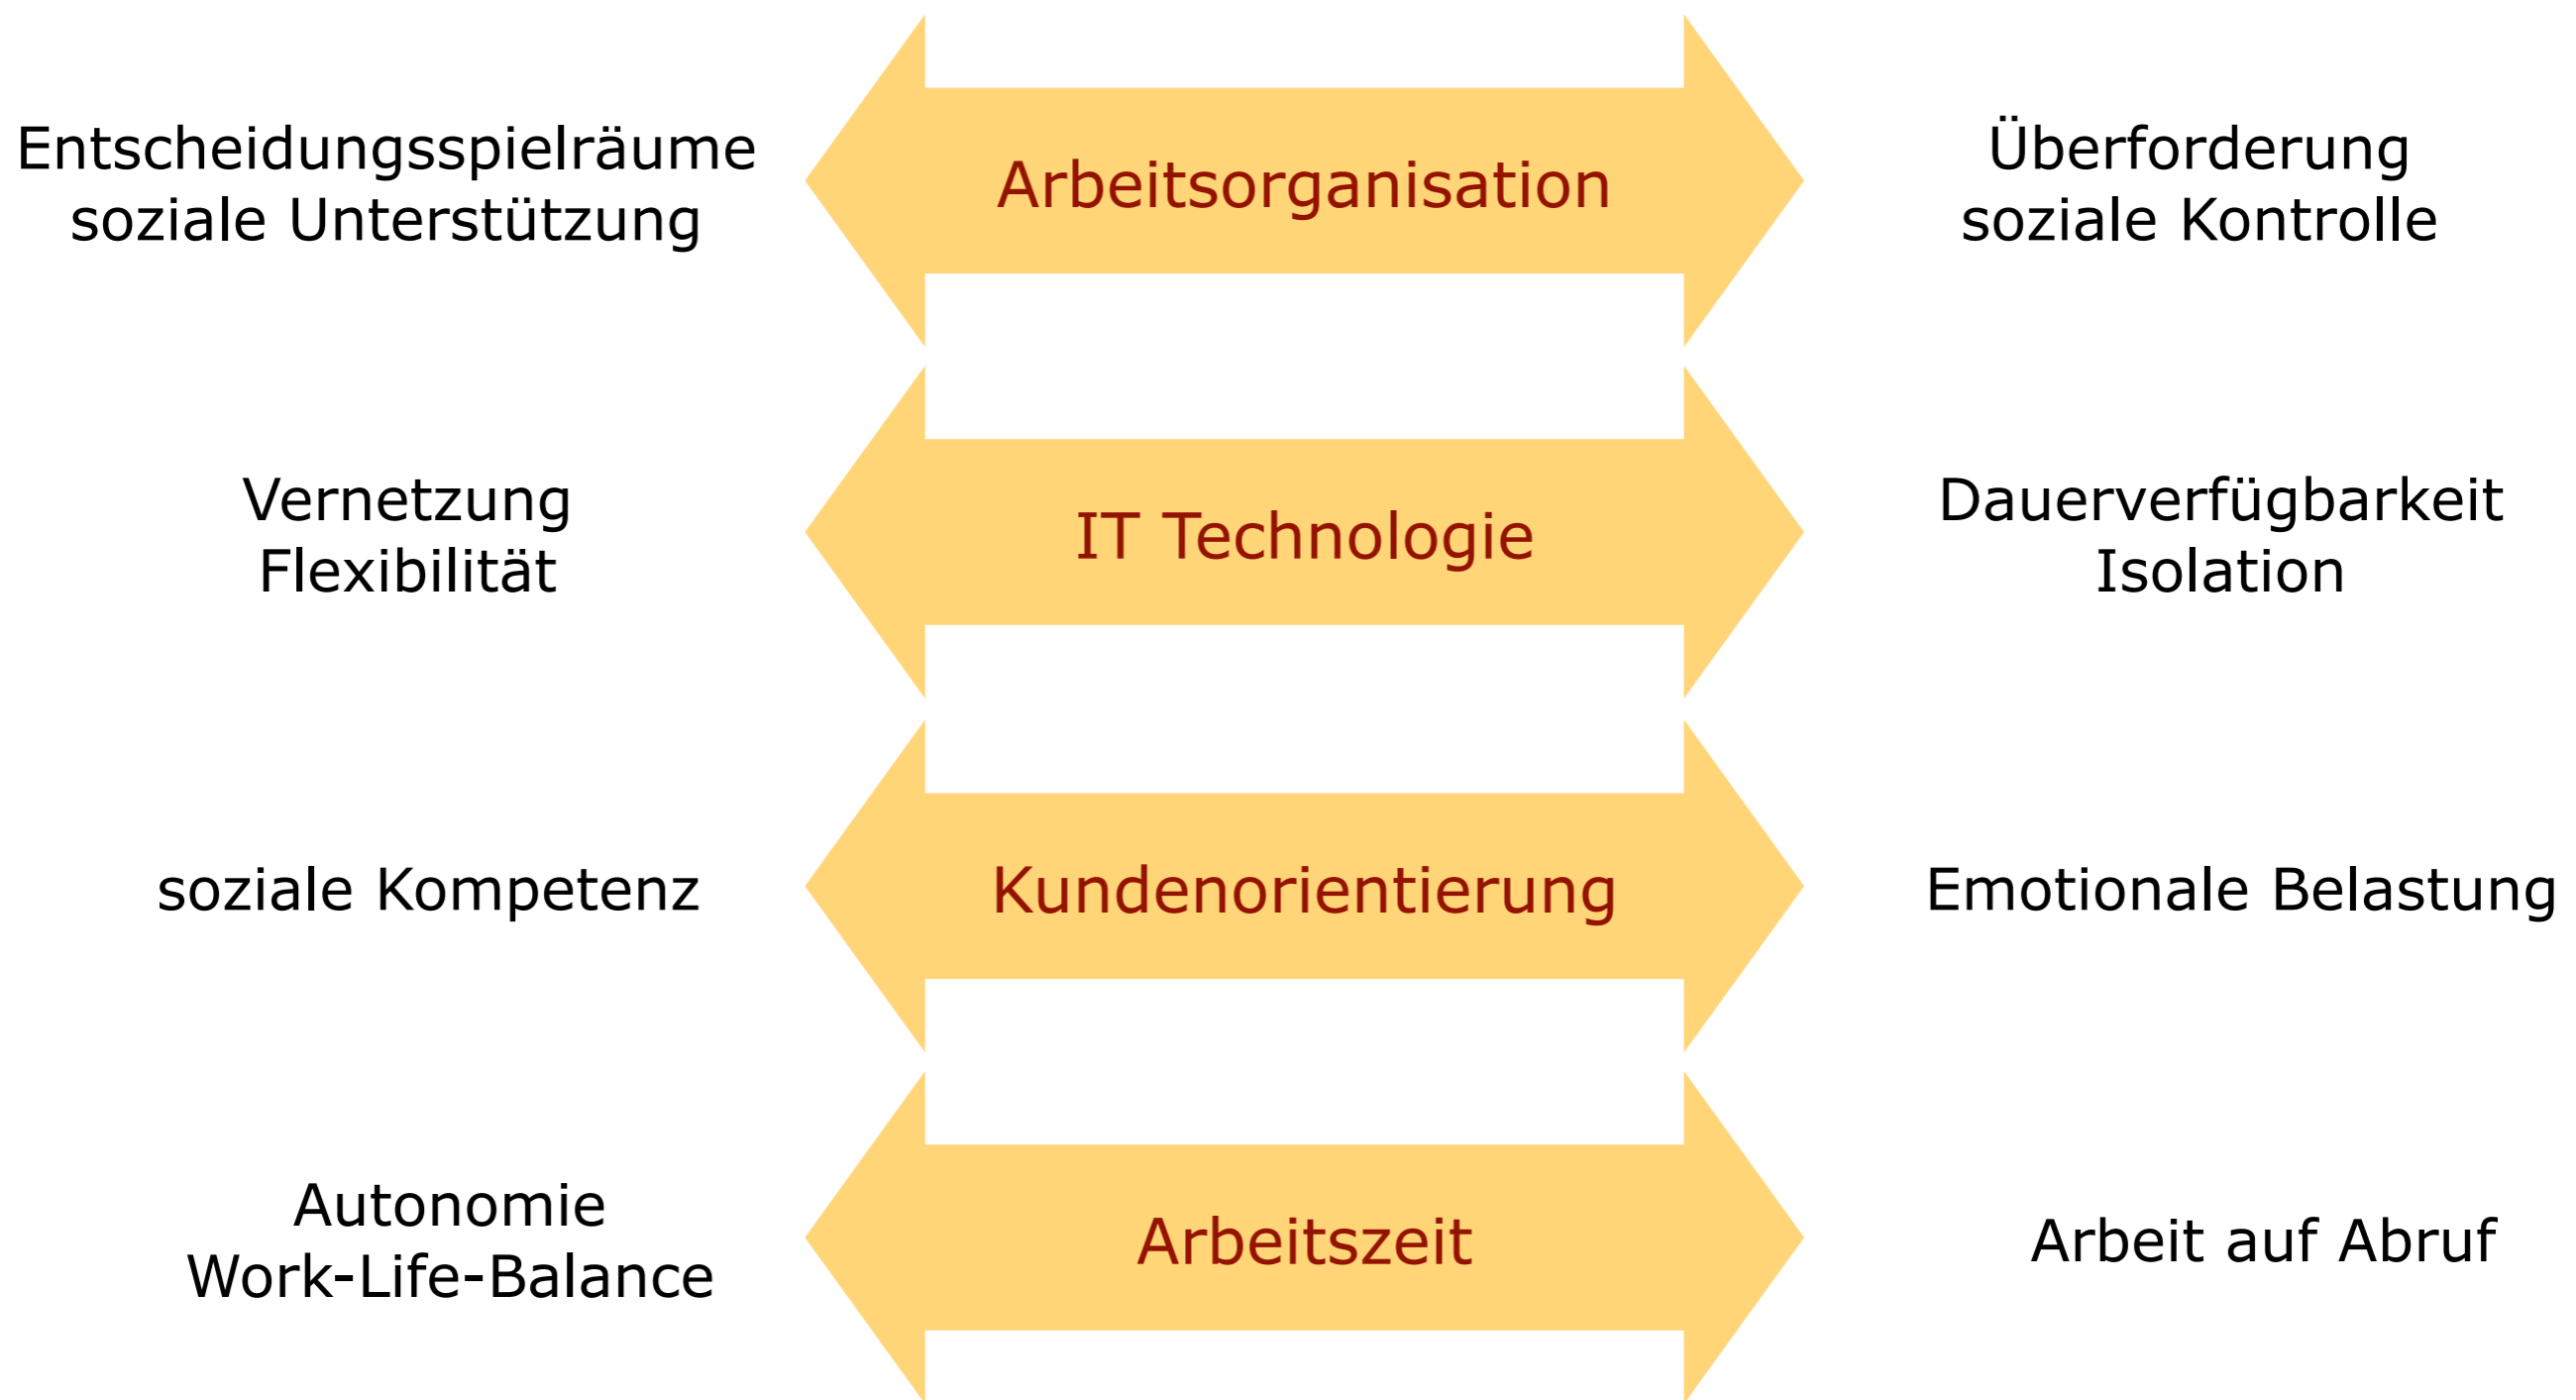 Entscheidungsspielräume
soziale Unterstützung
Arbeitsorganisation
Überforderung
soziale Kontrolle
Vernetzung
Flexibilität
IT Technologie
Dauerverfügbarkeit
Isolation
soziale Kompetenz
Kundenorientierung
Emotionale Belastung
Autonomie
Work-Life-Balance
Arbeitszeit
Arbeit auf Abruf